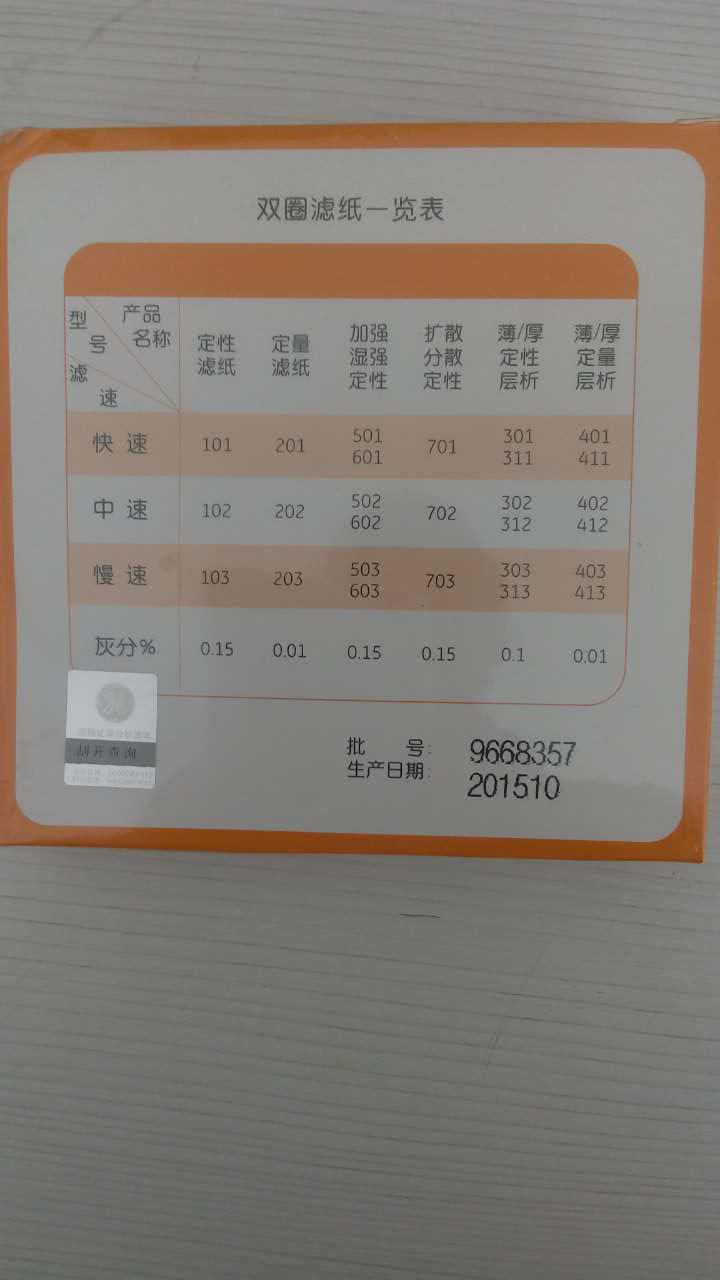 双圈滤纸一览表
型号 产品名称 滤速
定性滤纸 定量滤纸 加强湿强定性 扩散分散定性 薄/厚定性层析 薄/厚定量层析
快速 101 201 501 601 701 301 311 401 411
中速 102 202 502 602 702 302 312 402 412
慢速 103 203 503 603 703 303 313 403 413
灰分% 0.15 0.01 0.15 0.15 0.1 0.01
刮开查询
批 号: 9668357
生产日期: 201510